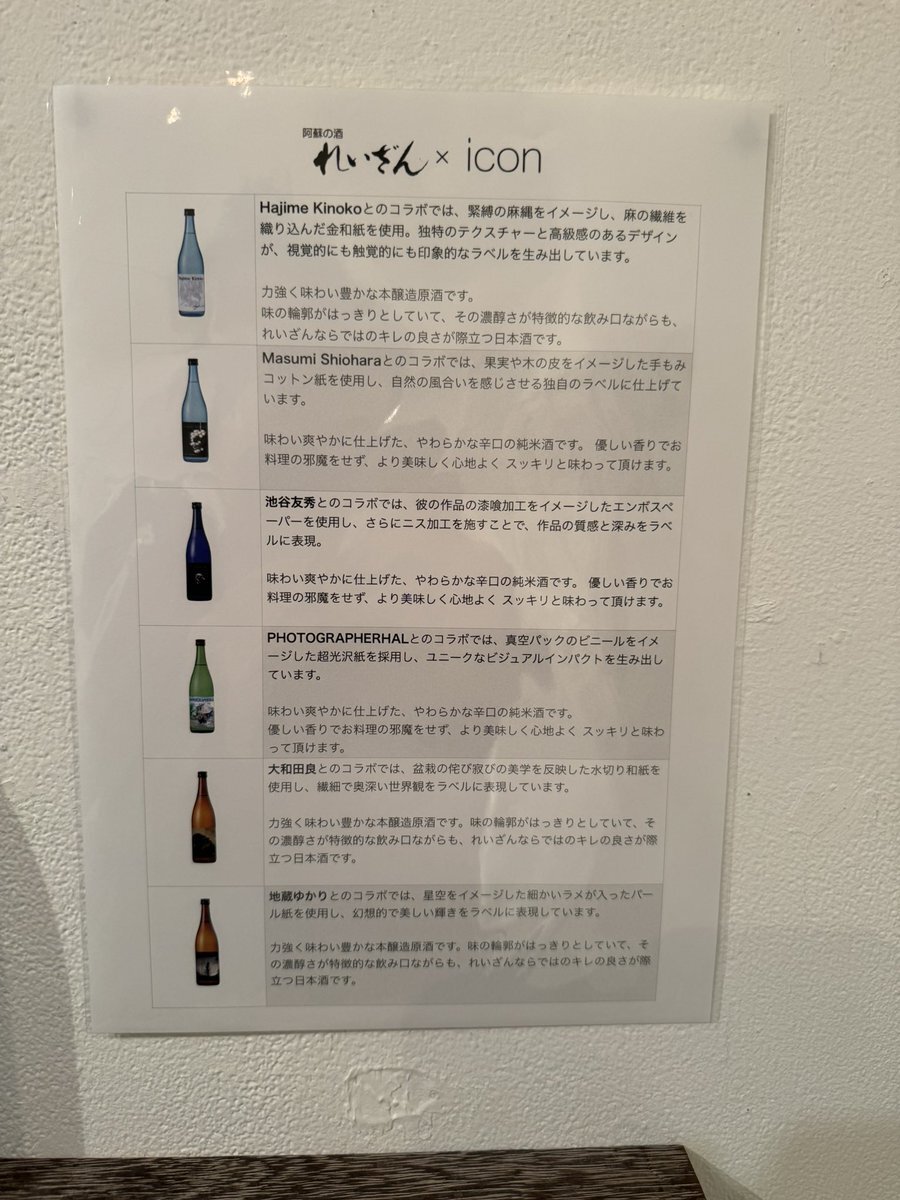 阿蘇の酒
れいざん × icon
Hajime Kinokoとのコラボでは、緊縛の麻縄をイメージし、麻の繊維を
織り込んだ金和紙を使用。独特のテクスチャーと高級感のあるデザイン
が、視覚的にも触覚的にも印象的なラベルを生み出しています。
力強く味わい豊かな本醸造原酒です。
味の輪郭がはっきりとしていて、その濃醇さが特徴的な飲み口ながらも、
れいざんならではのキレの良さが際立つ日本酒です。
Masumi Shioharaとのコラボでは、果実や木の皮をイメージした手もみ
コットン紙を使用し、自然の風合いを感じさせる独自のラベルに仕上げて
います。
味わい爽やかに仕上げた、やわらかな辛口の純米酒です。 優しい香りでお
料理の邪魔をせず、より美味しく心地よく スッキリと味わって頂けます。
池谷友秀とのコラボでは、彼の作品の漆喰加工をイメージしたエンボスペ
ーパーを使用し、さらにニス加工を施すことで、作品の質感と深みをラベ
ルに表現。
味わい爽やかに仕上げた、やわらかな辛口の純米酒です。 優しい香りでお
料理の邪魔をせず、より美味しく心地よく スッキリと味わって頂けます。
PHOTOGRAPHERHALとのコラボでは、真空パックのビニールをイメ
ージした超光沢紙を採用し、ユニークなビジュアルインパクトを生み出し
ています。
味わい爽やかに仕上げた、やわらかな辛口の純米酒です。
優しい香りでお料理の邪魔をせず、より美味しく心地よく スッキリと味わ
って頂けます。
大和田良とのコラボでは、盆栽の侘び寂びの美学を反映した水切り和紙を
使用し、繊細で奥深い世界観をラベルに表現しています。
力強く味わい豊かな本醸造原酒です。味の輪郭がはっきりとしていて、そ
の濃醇さが特徴的な飲み口ながらも、れいざんならではのキレの良さが際
立つ日本酒です。
地蔵ゆかりとのコラボでは、星空をイメージした細かいラメが入ったパー
ル紙を使用し、幻想的で美しい輝きをラベルに表現しています。
力強く味わい豊かな本醸造原酒です。味の輪郭がはっきりとしていて、そ
の濃醇さが特徴的な飲み口ながらも、れいざんならではのキレの良さが際
立つ日本酒です。